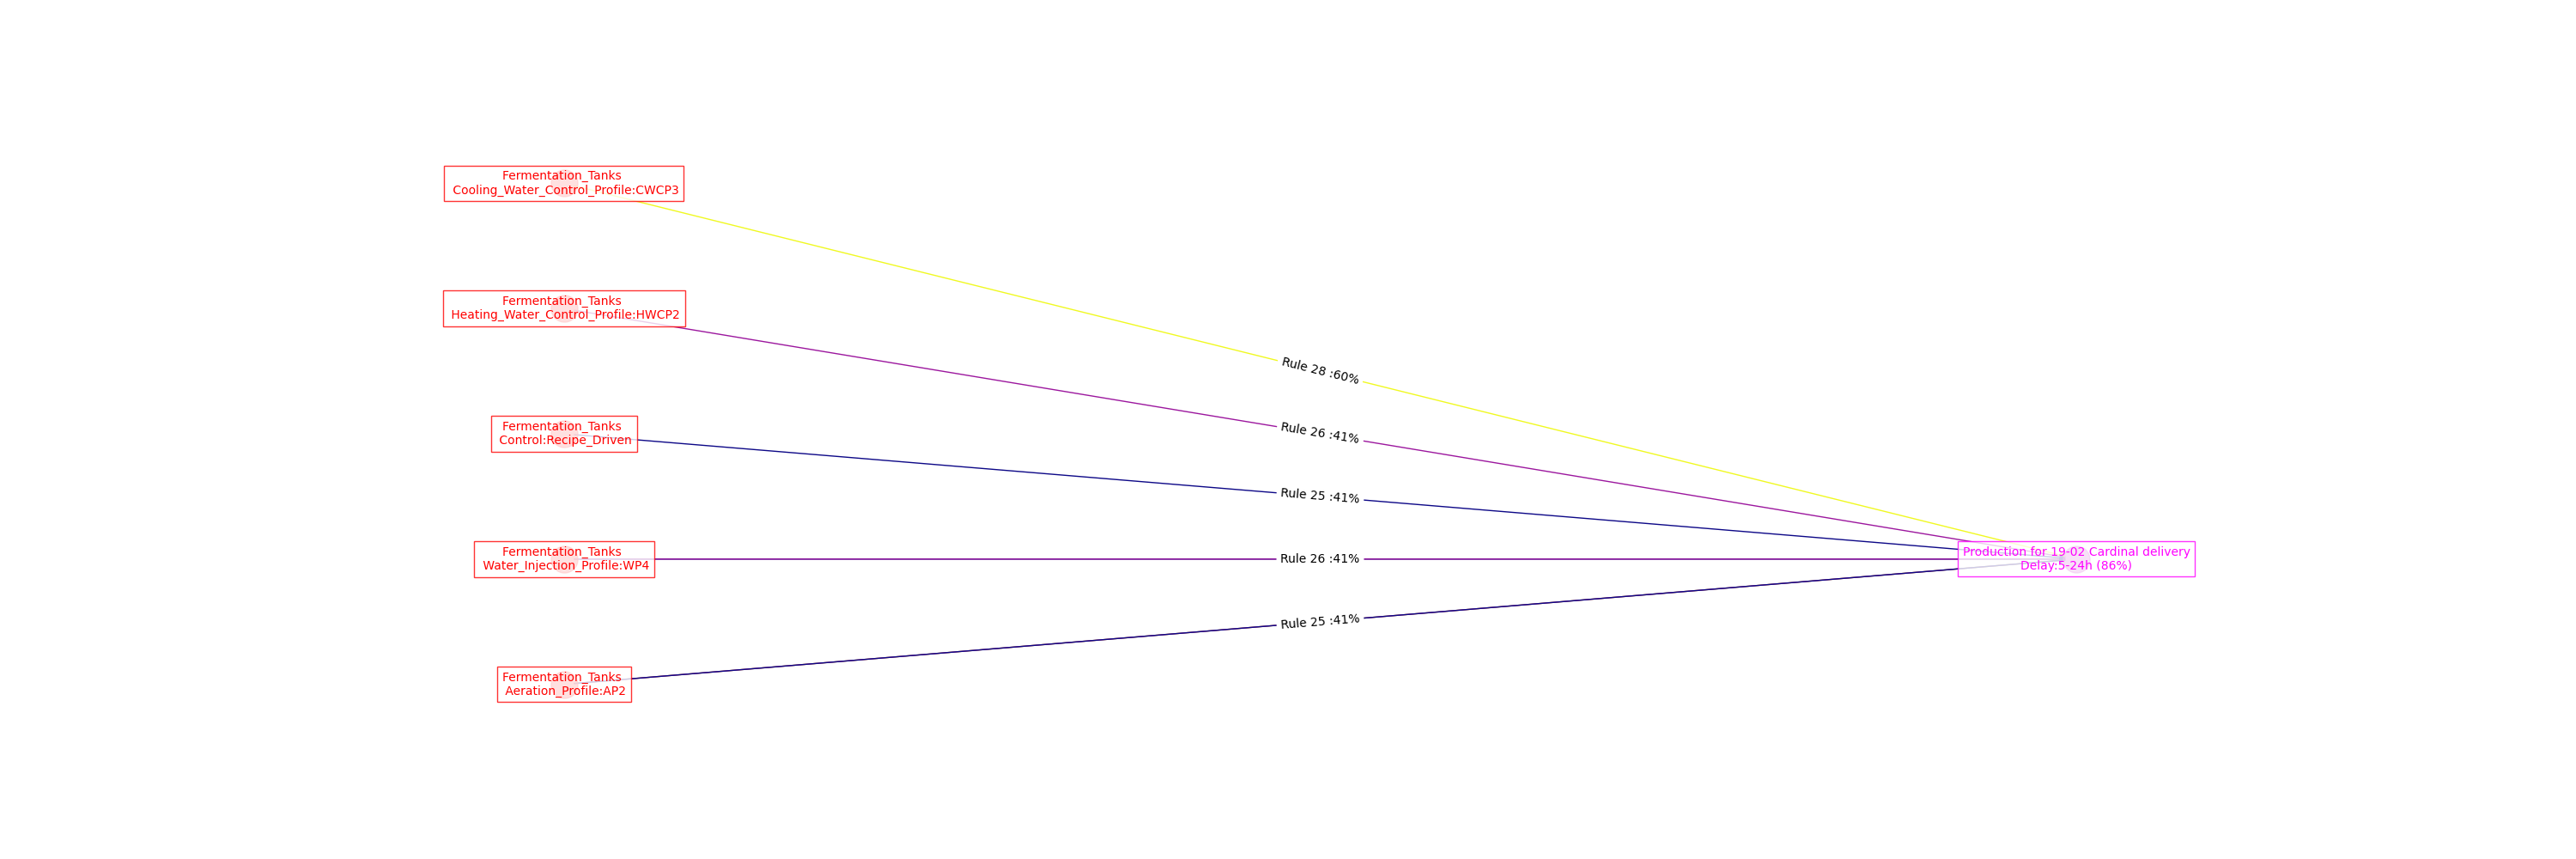 Fermentation_Tanks
Cooling_Water_Control_Profile:CWCP3
Fermentation_Tanks
Heating_Water_Control_Profile:HWCP2
Rule 28 :60%
Fermentation_Tanks
Control:Recipe_Driven
Rule 26 :41%
Rule 25 :41%
Fermentation_Tanks
Water_Injection_Profile:WP4
Rule 26 :41%
Production for 19-02 Cardinal delivery
Delay:5-24h (86%)
Rule 25 :41%
Fermentation_Tanks
Aeration_Profile:AP2